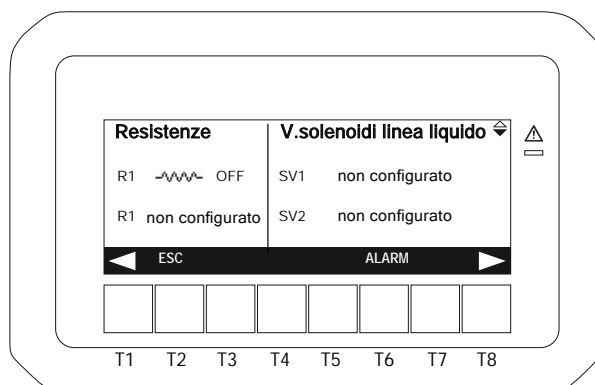 Resistenze
V.solenoidi linea liquido
R1 OFF
SV1 non configurato
R1 non configurato
SV2 non configurato
ESC ALARM
T1 T2 T3 T4 T5 T6 T7 T8